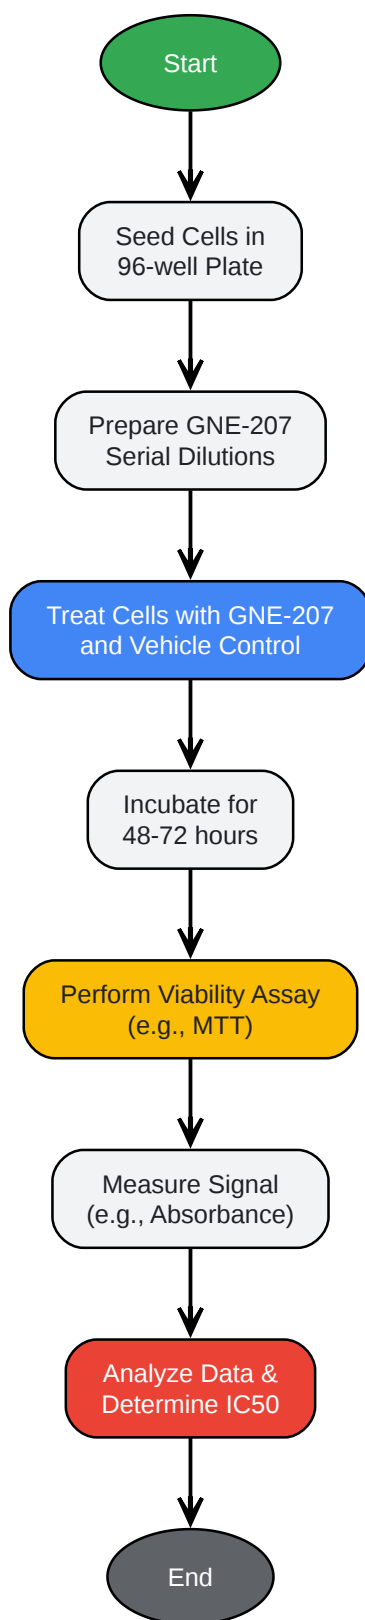 Start
Seed Cells in
96-well Plate
Prepare GNE-207
Serial Dilutions
Treat Cells with GNE-207
and Vehicle Control
Incubate for
48-72 hours
Perform Viability Assay
(e.g., MTT)
Measure Signal
(e.g., Absorbance)
Analyze Data &
Determine IC50
End